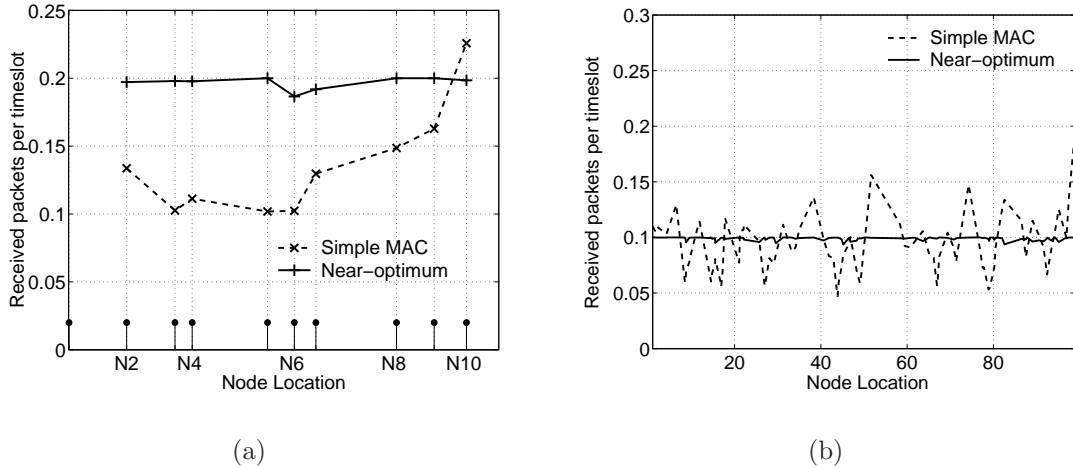 0.25
0.2
0.15
0.1
0.05
0
Received packets per timeslot
Simple MAC
Near-optimum
N2 N4 N6 N8 N10
Node Location
(a)
0.3
0.25
0.2
0.15
0.1
0.05
0
Received packets per timeslot
Simple MAC
Near-optimum
20 40 60 80
Node Location
(b)